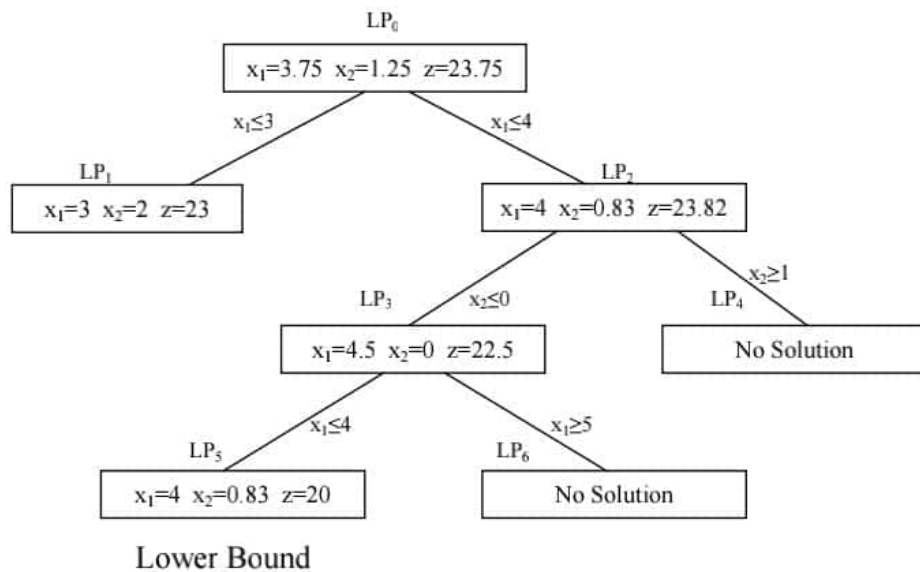 LP₀
x₁=3.75 x₂=1.25 z=23.75
x₁≤3
x₁≤4
LP₁
x₁=3 x₂=2 z=23
LP₂
x₁=4 x₂=0.83 z=23.82
x₂≤0
x₂≥1
LP₃
x₁=4.5 x₂=0 z=22.5
LP₄
No Solution
x₁≤4
x₁≥5
LP₅
x₁=4 x₂=0.83 z=20
LP₆
No Solution
Lower Bound